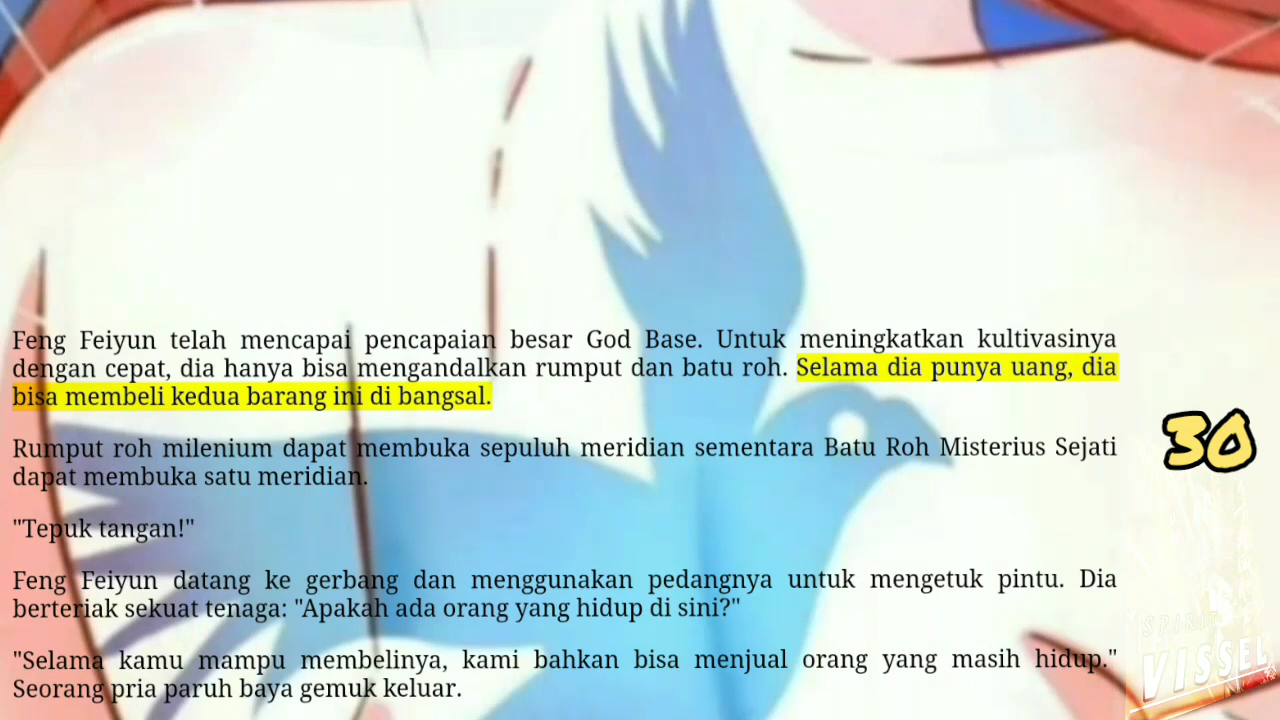 Feng Feiyun telah mencapai pencapaian besar God Base. Untuk meningkatkan kultivasinya
dengan cepat, dia hanya bisa mengandalkan rumput dan batu roh. Selama dia punya uang, dia
bisa membeli kedua barang ini di bangsal.
Rumput roh milenium dapat membuka sepuluh meridian sementara Batu Roh Misterius Sejati
dapat membuka satu meridian.
"Tepuk tangan!"
Feng Feiyun datang ke gerbang dan menggunakan pedangnya untuk mengetuk pintu. Dia
berteriak sekuat tenaga: "Apakah ada orang yang hidup di sini?"
"Selama kamu mampu membelinya, kami bahkan bisa menjual orang yang masih hidup."
Seorang pria paruh baya gemuk keluar.
30
SPIRIT
VISSEL